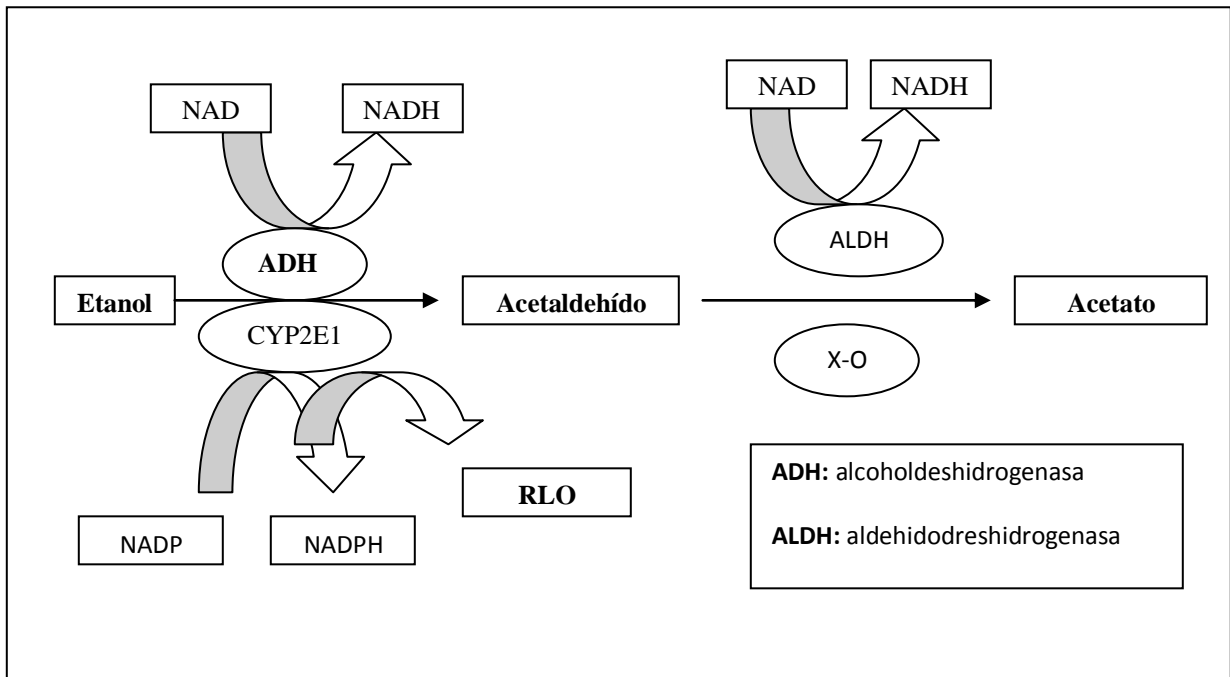 NAD
NADH
NAD
NADH
ADH
ALDH
Etanol
Acetaldehído
Acetato
CYP2E1
X-O
RLO
NADP
NADPH
ADH: alcoholdeshidrogenasa
ALDH: aldehidodreshidrogenasa